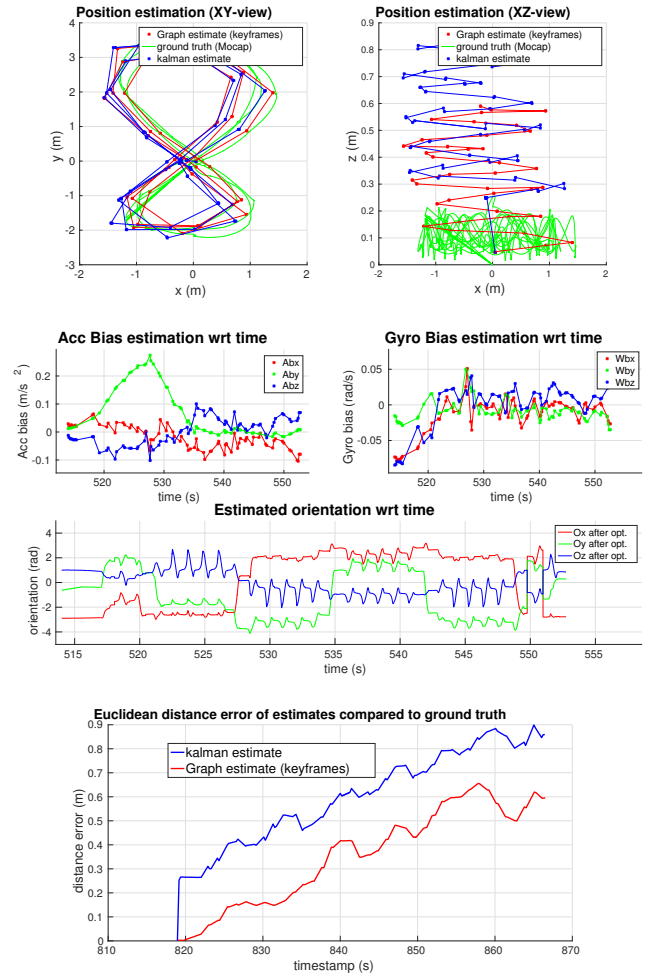 Position estimation (XY-view)
4
3
2
1
0
-1
-2
-3
y (m)
-2
-1
0
1
2
x (m)
Graph estimate (keyframes)
ground truth (Mocap)
kalman estimate
Position estimation (XZ-view)
0.9
0.8
0.7
0.6
0.5
0.4
0.3
0.2
0.1
0
z (m)
-2
-1
0
1
2
x (m)
Graph estimate (keyframes)
ground truth (Mocap)
kalman estimate
Acc Bias estimation wrt time
0.2
0.1
0
-0.1
Acc bias (m/s 2)
520
530
540
550
time (s)
Abx
Aby
Abz
Gyro Bias estimation wrt time
0.05
0
-0.05
Gyro bias (rad/s)
520
530
540
550
time (s)
Wbx
Wby
Wbz
Estimated orientation wrt time
4
2
0
-2
-4
orientation (rad)
515
520
525
530
535
540
545
550
555
time (s)
Ox after opt.
Oy after opt.
Oz after opt.
Euclidean distance error of estimates compared to ground truth
0.9
0.8
0.7
0.6
0.5
0.4
0.3
0.2
0.1
0
distance error (m)
810
820
830
840
850
860
870
timestamp (s)
kalman estimate
Graph estimate (keyframes)